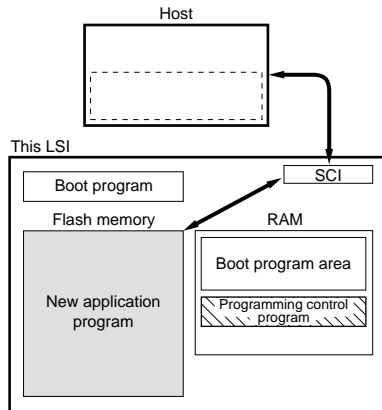 Host
This LSI
SCI
Boot program
Flash memory
RAM
Boot program area
New application
program
Programming control
program